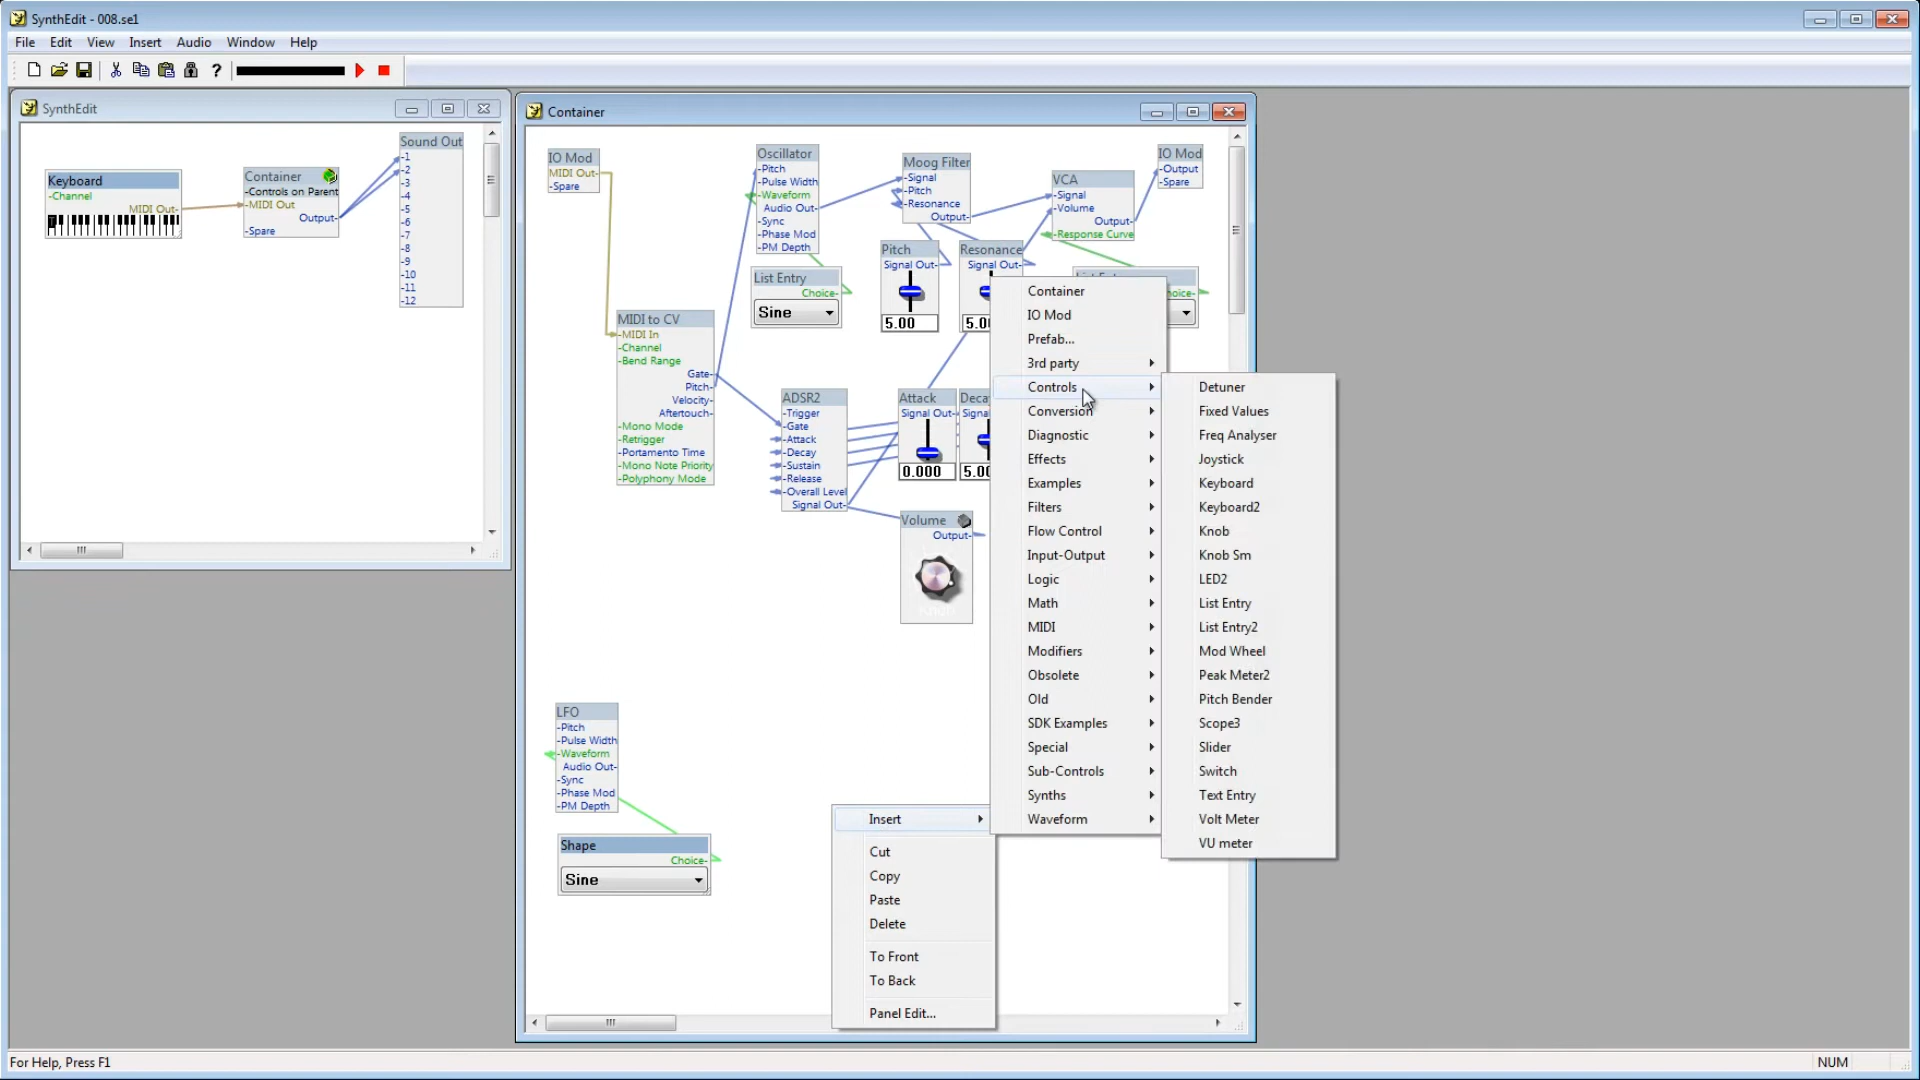 SynthEdit - 008.se1
File Edit View Insert Audio Window Help
SynthEdit
Keyboard
-Channel
MIDI Out-
Container
-Controls on Parent
-MIDI Out
Output-
-Spare
Sound Out
-1
-2
-3
-4
-5
-6
-7
-8
-9
-10
-11
-12
Container
IO Mod
MIDI Out-
-Spare
Oscillator
-Pitch
-Pulse Width
-Waveform
Audio Out-
-Sync
-Phase Mod
-PM Depth
Moog Filter
-Signal
-Pitch
-Resonance
Output-
VCA
-Signal
-Volume
Output-
-Response Curve
IO Mod
-Output
-Spare
List Entry
Choice-
Sine
Pitch
Signal Out-
5.00
Resonance
Signal Out-
MIDI to CV
-MIDI In
-Channel
-Bend Range
Gate-
Pitch-
Velocity-
Aftertouch-
-Mono Mode
-Retrigger
-Portamento Time
-Mono Note Priority
-Polyphony Mode
ADSR2
-Trigger
-Gate
-Attack
-Decay
-Sustain
-Release
-Overall Level
Signal Out-
Attack
Signal Out-
0.000
Volume
Output-
LFO
-Pitch
-Pulse Width
-Waveform
Audio Out-
-Sync
-Phase Mod
-PM Depth
Shape
Choice-
Sine
Insert
Cut
Copy
Paste
Delete
To Front
To Back
Panel Edit...
Container
IO Mod
Prefab...
3rd party
Controls
Conversion
Diagnostic
Effects
Examples
Filters
Flow Control
Input-Output
Logic
Math
MIDI
Modifiers
Obsolete
Old
SDK Examples
Special
Sub-Controls
Synths
Waveform
Detuner
Fixed Values
Freq Analyser
Joystick
Keyboard
Keyboard2
Knob
Knob Sm
LED2
List Entry
List Entry2
Mod Wheel
Peak Meter2
Pitch Bender
Scope3
Slider
Switch
Text Entry
Volt Meter
VU meter
For Help, Press F1
NUM